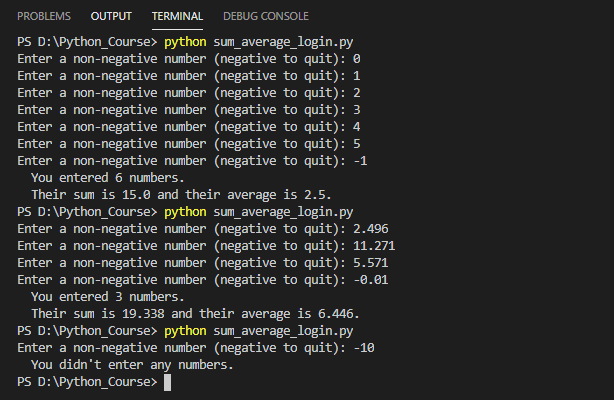 PROBLEMS OUTPUT TERMINAL DEBUG CONSOLE
PS D:\Python_Course> python sum_average_login.py
Enter a non-negative number (negative to quit): 0
Enter a non-negative number (negative to quit): 1
Enter a non-negative number (negative to quit): 2
Enter a non-negative number (negative to quit): 3
Enter a non-negative number (negative to quit): 4
Enter a non-negative number (negative to quit): 5
Enter a non-negative number (negative to quit): -1
  You entered 6 numbers.
  Their sum is 15.0 and their average is 2.5.
PS D:\Python_Course> python sum_average_login.py
Enter a non-negative number (negative to quit): 2.496
Enter a non-negative number (negative to quit): 11.271
Enter a non-negative number (negative to quit): 5.571
Enter a non-negative number (negative to quit): -0.01
  You entered 3 numbers.
  Their sum is 19.338 and their average is 6.446.
PS D:\Python_Course> python sum_average_login.py
Enter a non-negative number (negative to quit): -10
  You didn't enter any numbers.
PS D:\Python_Course>